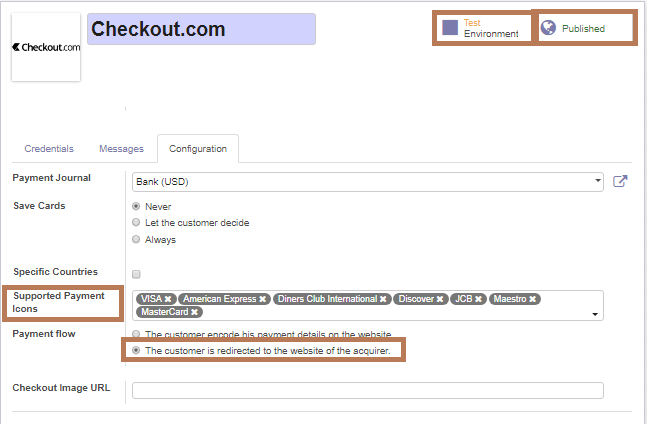 Checkout.com
Checkout.com
Test
Environment
Published
Credentials
Messages
Configuration
Payment Journal
Bank (USD)
Save Cards
Never
Let the customer decide
Always
Specific Countries
Supported Payment
Icons
VISA ✖ American Express ✖ Diners Club International ✖ Discover ✖ JCB ✖ Maestro ✖
MasterCard ✖
Payment flow
The customer encode his payment details on the website
The customer is redirected to the website of the acquirer.
Checkout Image URL